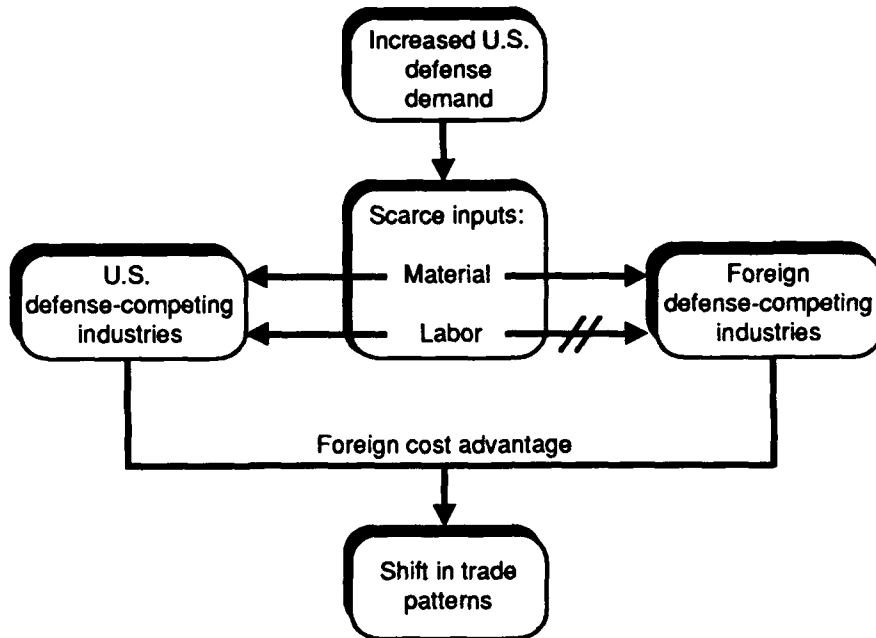 Increased U.S.
defense
demand
Scarce inputs:
Material
Labor
U.S.
defense-competing
industries
Foreign
defense-competing
industries
Foreign cost advantage
Shift in trade
patterns